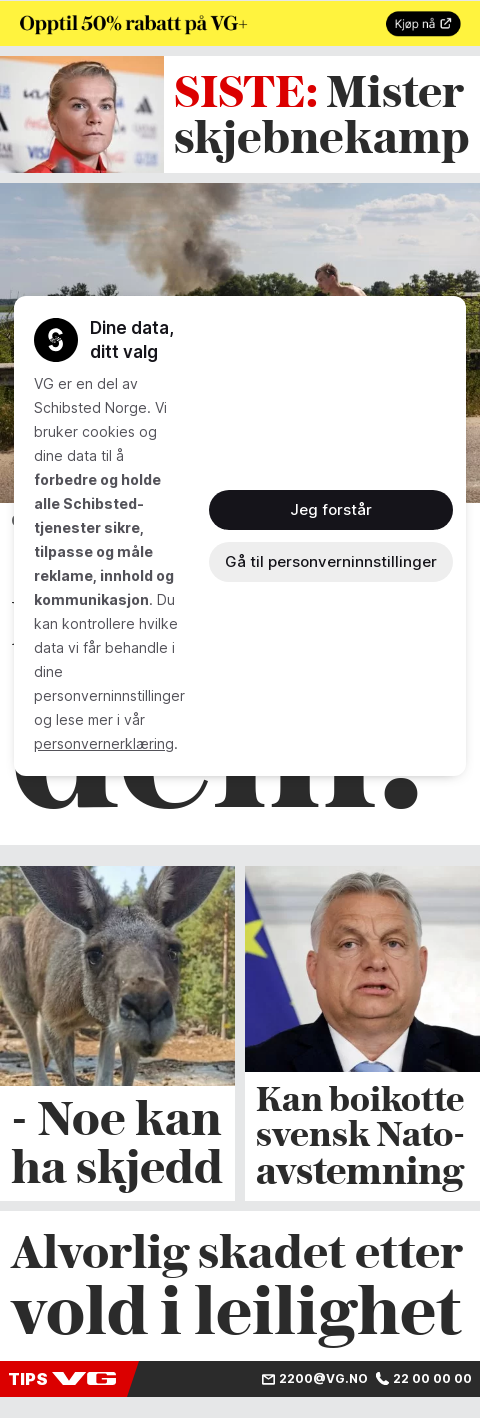 Opptil 50% rabatt på VG+
Kjøp nå
SISTE: Mister
skjebnekamp
Dine data,
ditt valg
VG er en del av
Schibsted Norge. Vi
bruker cookies og
dine data til å
forbedre og holde
alle Schibsted-
tjenester sikre,
tilpasse og måle
reklame, innhold og
kommunikasjon. Du
kan kontrollere hvilke
data vi får behandle i
dine
personverninnstillinger
og lese mer i vår
personvernerklæring.
Jeg forstår
Gå til personverninnstillinger
- Noe kan
ha skjedd
Kan boikotte
svensk Nato-
avstemning
Alvorlig skadet etter
vold i leilighet
TIPS VG
2200@VG.NO 22 00 00 00